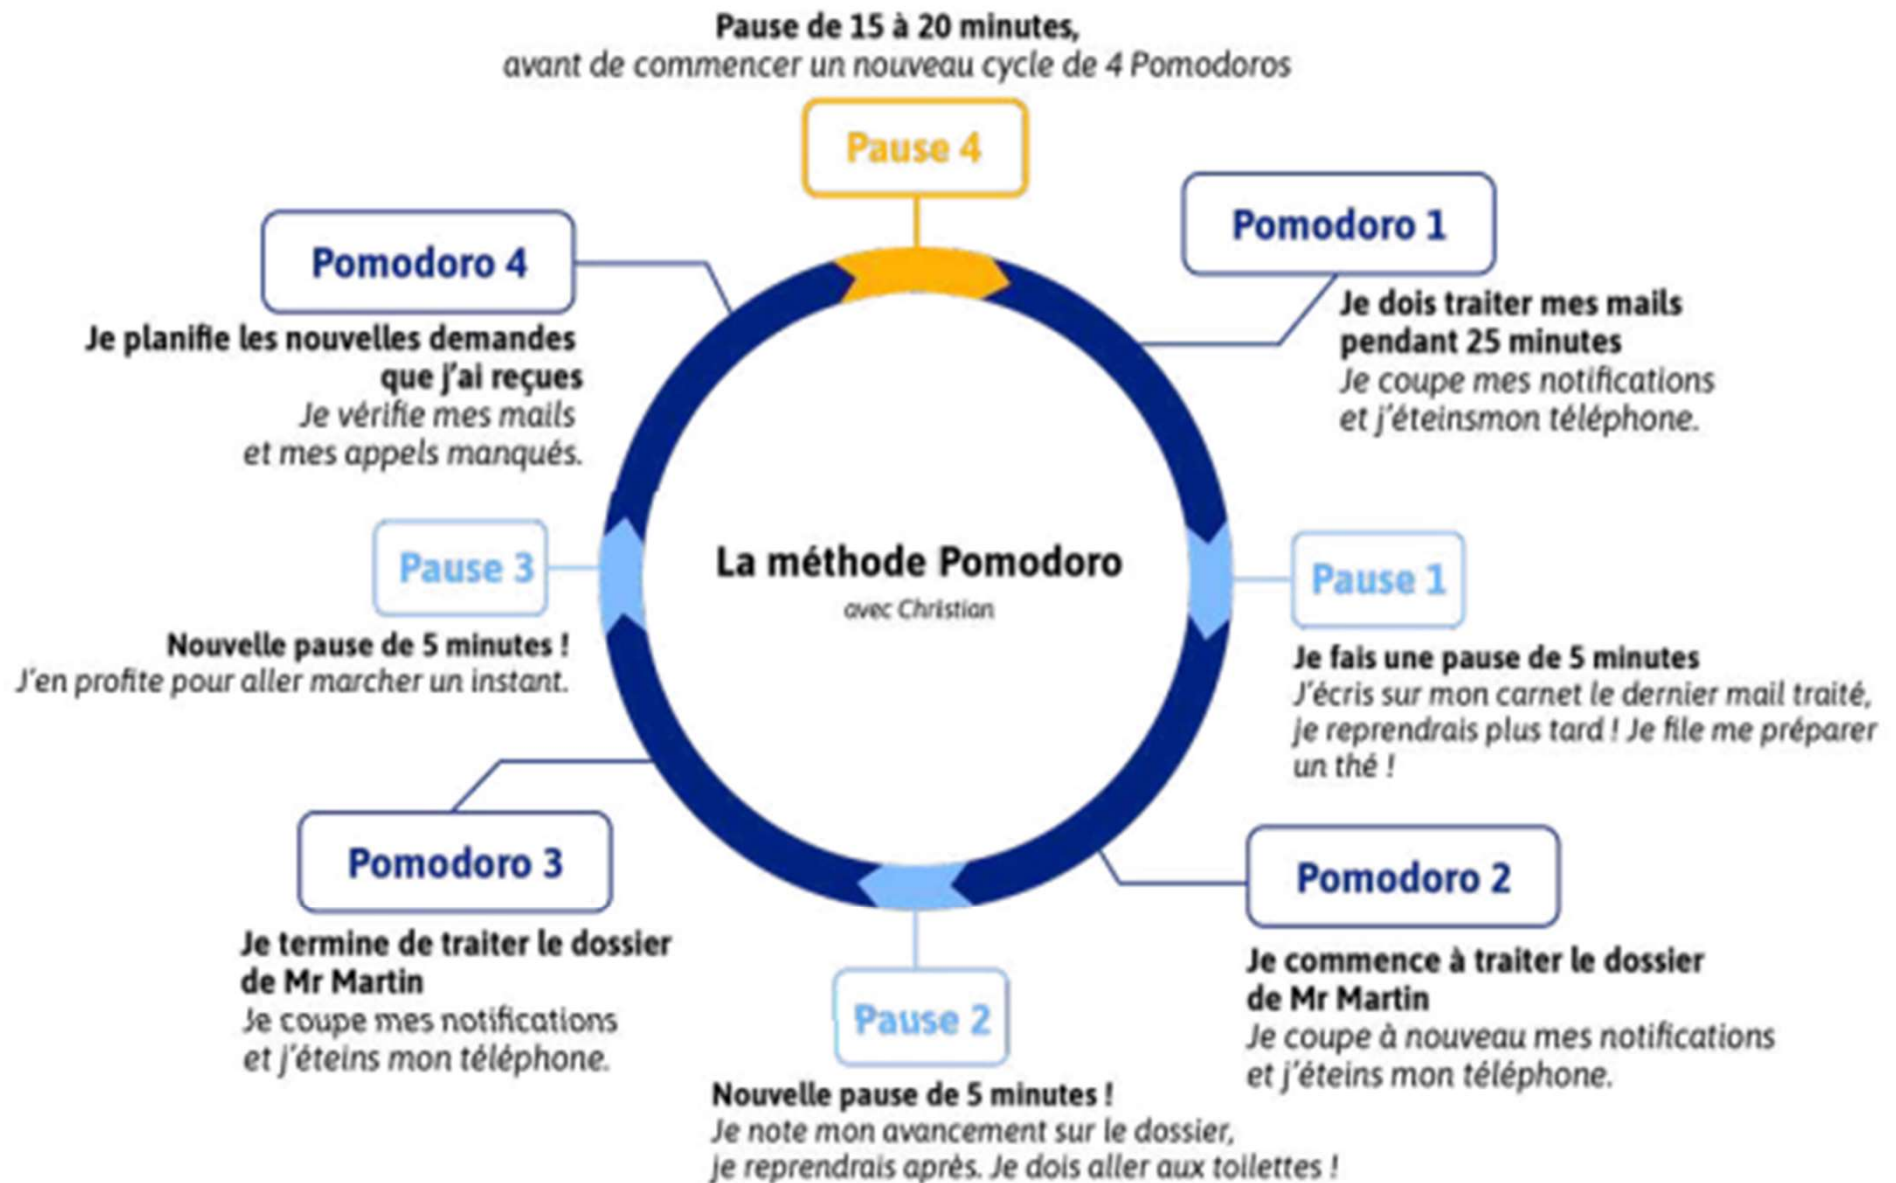 Pause de 15 à 20 minutes,
avant de commencer un nouveau cycle de 4 Pomodoros
Pause 4
Pomodoro 1
Je dois traiter mes mails
pendant 25 minutes
Je coupe mes notifications
et j'éteinsmon téléphone.
Pause 1
Je fais une pause de 5 minutes
J'écris sur mon carnet le dernier mail traité,
je reprendrais plus tard ! Je file me préparer
un thé !
Pomodoro 2
Je commence à traiter le dossier
de Mr Martin
Je coupe à nouveau mes notifications
et j'éteins mon téléphone.
Pause 2
Nouvelle pause de 5 minutes !
Je note mon avancement sur le dossier,
je reprendrais après. Je dois aller aux toilettes !
Pomodoro 3
Je termine de traiter le dossier
de Mr Martin
Je coupe mes notifications
et j'éteins mon téléphone.
Pause 3
Nouvelle pause de 5 minutes !
J'en profite pour aller marcher un instant.
Pomodoro 4
Je planifie les nouvelles demandes
que j'ai reçues
Je vérifie mes mails
et mes appels manqués.
La méthode Pomodoro
avec Christian